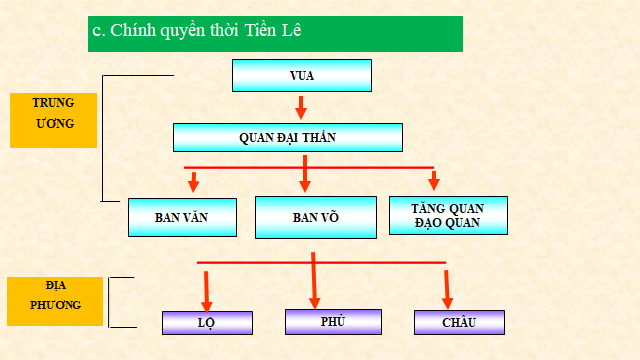 c. Chính quyền thời Tiền Lê
VUA
TRUNG
ƯƠNG
QUAN ĐẠI THẦN
BAN VĂN
BAN VÕ
TĂNG QUAN
ĐẠO QUAN
ĐỊA
PHƯƠNG
LỘ
PHỦ
CHÂU